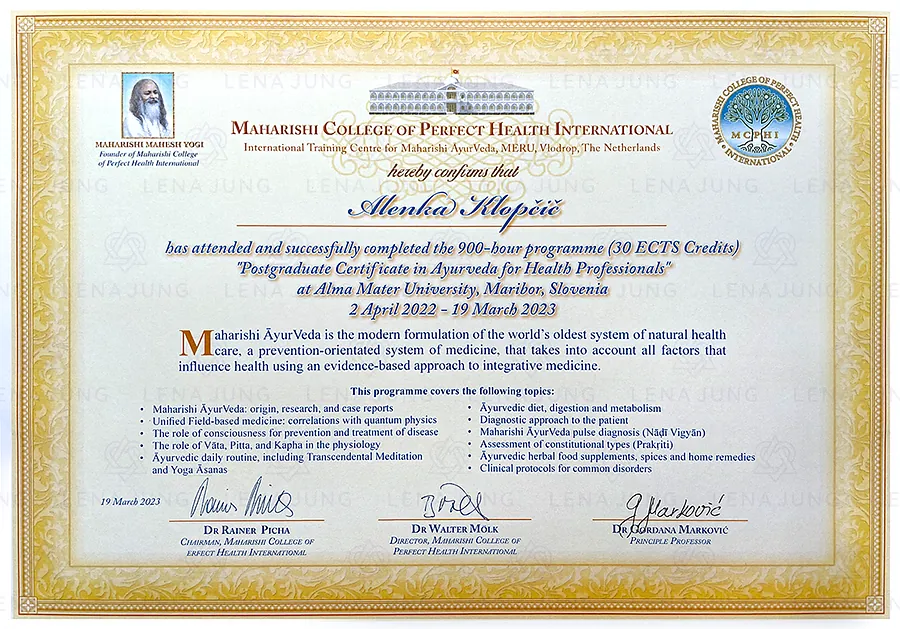 MAHARISHI MAHESH YOGI
Founder of Maharishi College
of Perfect Health International
MAHARISHI COLLEGE OF PERFECT HEALTH INTERNATIONAL
International Training Centre for Maharishi ĀyurVeda, MERU, Vlodrop, The Netherlands
MAHARISHI COLLEGE OF PERFECT HEALTH
MCPHI
INTERNATIONAL
hereby confirms that
Alenka Klopčič
has attended and successfully completed the 900-hour programme (30 ECTS Credits)
"Postgraduate Certificate in Ayurveda for Health Professionals"
at Alma Mater University, Maribor, Slovenia
2 April 2022 – 19 March 2023
Maharishi ĀyurVeda is the modern formulation of the world's oldest system of natural health
care, a prevention-orientated system of medicine, that takes into account all factors that
influence health using an evidence-based approach to integrative medicine.
This programme covers the following topics:
• Maharishi ĀyurVeda: origin, research, and case reports
• Unified Field-based medicine: correlations with quantum physics
• The role of consciousness for prevention and treatment of disease
• The role of Vāta, Pitta, and Kapha in the physiology
• Āyurvedic daily routine, including Transcendental Meditation
and Yoga Āsanas
• Āyurvedic diet, digestion and metabolism
• Diagnostic approach to the patient
• Maharishi ĀyurVeda pulse diagnosis (Nāḍī Vigyān)
• Assessment of constitutional types (Prakriti)
• Āyurvedic herbal food supplements, spices and home remedies
• Clinical protocols for common disorders
19 March 2023
DR RAINER PICHA
CHAIRMAN, MAHARISHI COLLEGE OF
ERFECT HEALTH INTERNATIONAL
DR WALTER MÖLK
DIRECTOR, MAHARISHI COLLEGE OF
PERFECT HEALTH INTERNATIONAL
G Marković
DR GORDANA MARKOVIĆ
PRINCIPLE PROFESSOR
LENA JUNG